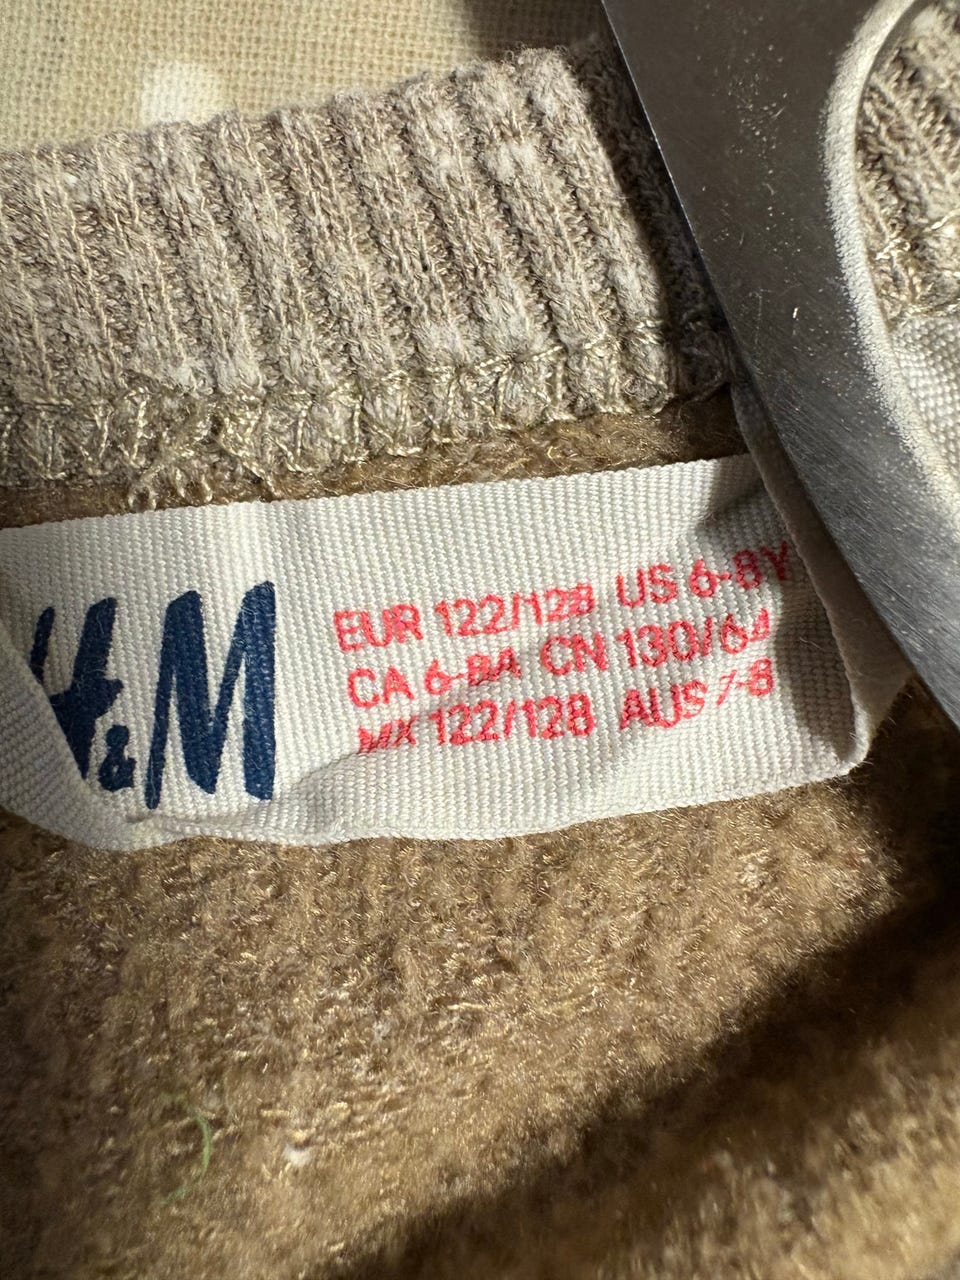 H&M
EUR 122/128 US 6-8Y
CA 6-8A CN 130/64
MX 122/128 AUS 7-8